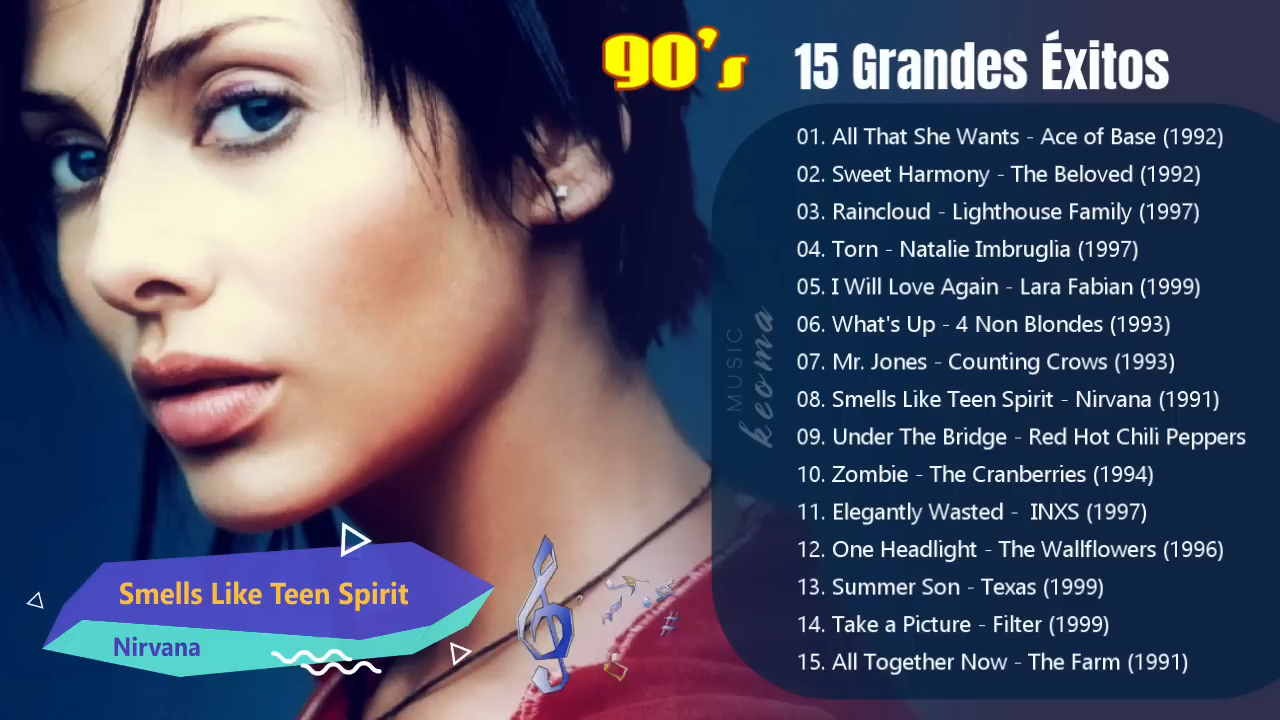 90's
15 Grandes Éxitos
01. All That She Wants - Ace of Base (1992)
02. Sweet Harmony - The Beloved (1992)
03. Raincloud - Lighthouse Family (1997)
04. Torn - Natalie Imbruglia (1997)
05. I Will Love Again - Lara Fabian (1999)
06. What's Up - 4 Non Blondes (1993)
07. Mr. Jones - Counting Crows (1993)
08. Smells Like Teen Spirit - Nirvana (1991)
09. Under The Bridge - Red Hot Chili Peppers
10. Zombie - The Cranberries (1994)
11. Elegantly Wasted -  INXS (1997)
12. One Headlight - The Wallflowers (1996)
13. Summer Son - Texas (1999)
14. Take a Picture - Filter (1999)
15. All Together Now - The Farm (1991)
MUSIC
keoma
Smells Like Teen Spirit
Nirvana